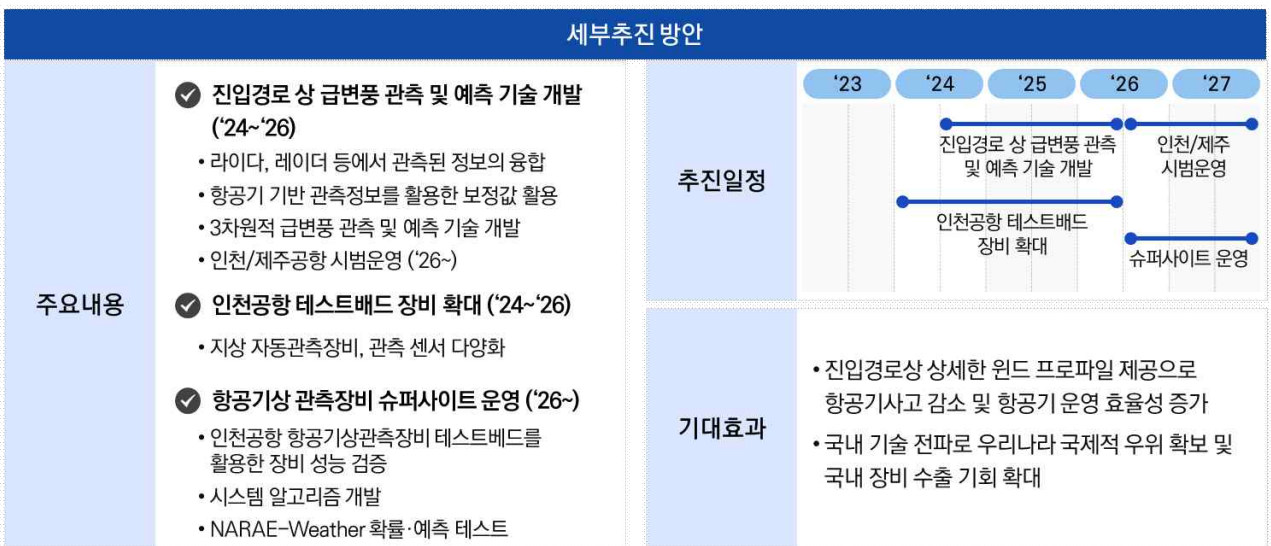 세부추진 방안
주요내용
진입경로 상 급변풍 관측 및 예측 기술 개발
(‘24~‘26)
• 라이다, 레이더 등에서 관측된 정보의 융합
• 항공기 기반 관측정보를 활용한 보정값 활용
• 3차원적 급변풍 관측 및 예측 기술 개발
• 인천/제주공항 시범운영 (‘26~)
인천공항 테스트배드 장비 확대 (‘24~‘26)
• 지상 자동관측장비, 관측 센서 다양화
항공기상 관측장비 슈퍼사이트 운영 (‘26~)
• 인천공항 항공기상관측장비 테스트베드를
활용한 장비 성능 검증
• 시스템 알고리즘 개발
• NARAE-Weather 확률·예측 테스트
추진일정
‘23 ‘24 ‘25 ‘26 ‘27
진입경로 상 급변풍 관측
및 예측 기술 개발
인천/제주
시범운영
인천공항 테스트배드
장비 확대
슈퍼사이트 운영
기대효과
• 진입경로상 상세한 윈드 프로파일 제공으로
항공기사고 감소 및 항공기 운영 효율성 증가
• 국내 기술 전파로 우리나라 국제적 우위 확보 및
국내 장비 수출 기회 확대